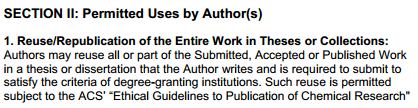 SECTION II: Permitted Uses by Author(s)
1. Reuse/Republication of the Entire Work in Theses or Collections:
Authors may reuse all or part of the Submitted, Accepted or Published Work
in a thesis or dissertation that the Author writes and is required to submit to
satisfy the criteria of degree-granting institutions. Such reuse is permitted
subject to the ACS' “Ethical Guidelines to Publication of Chemical Research"